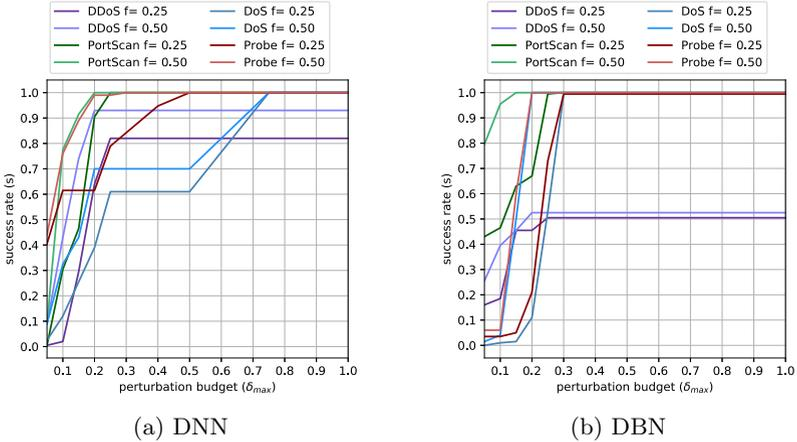 DDoS f= 0.25
DDoS f= 0.50
PortScan f= 0.25
PortScan f= 0.50
DoS f= 0.25
DoS f= 0.50
Probe f= 0.25
Probe f= 0.50
1.0
0.9
0.8
0.7
0.6
0.5
0.4
0.3
0.2
0.1
0.0
success rate (s)
0.1 0.2 0.3 0.4 0.5 0.6 0.7 0.8 0.9 1.0
perturbation budget (δmax)
(a) DNN
DDoS f= 0.25
DDoS f= 0.50
PortScan f= 0.25
PortScan f= 0.50
DoS f= 0.25
DoS f= 0.50
Probe f= 0.25
Probe f= 0.50
1.0
0.9
0.8
0.7
0.6
0.5
0.4
0.3
0.2
0.1
0.0
success rate (s)
0.1 0.2 0.3 0.4 0.5 0.6 0.7 0.8 0.9 1.0
perturbation budget (δmax)
(b) DBN